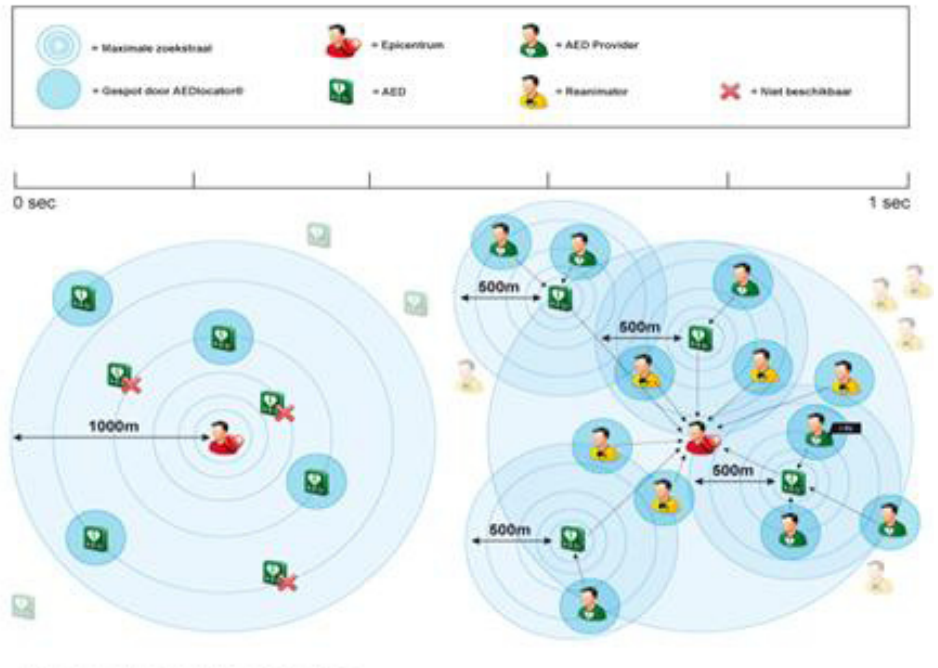 = Maximale zoekstraal
= Epicentrum
= AED Provider
= Gespot door AEDlocator®
= AED
= Reanimator
= Niet beschikbaar
0 sec
1 sec
500m
500m
1000m
500m
500m